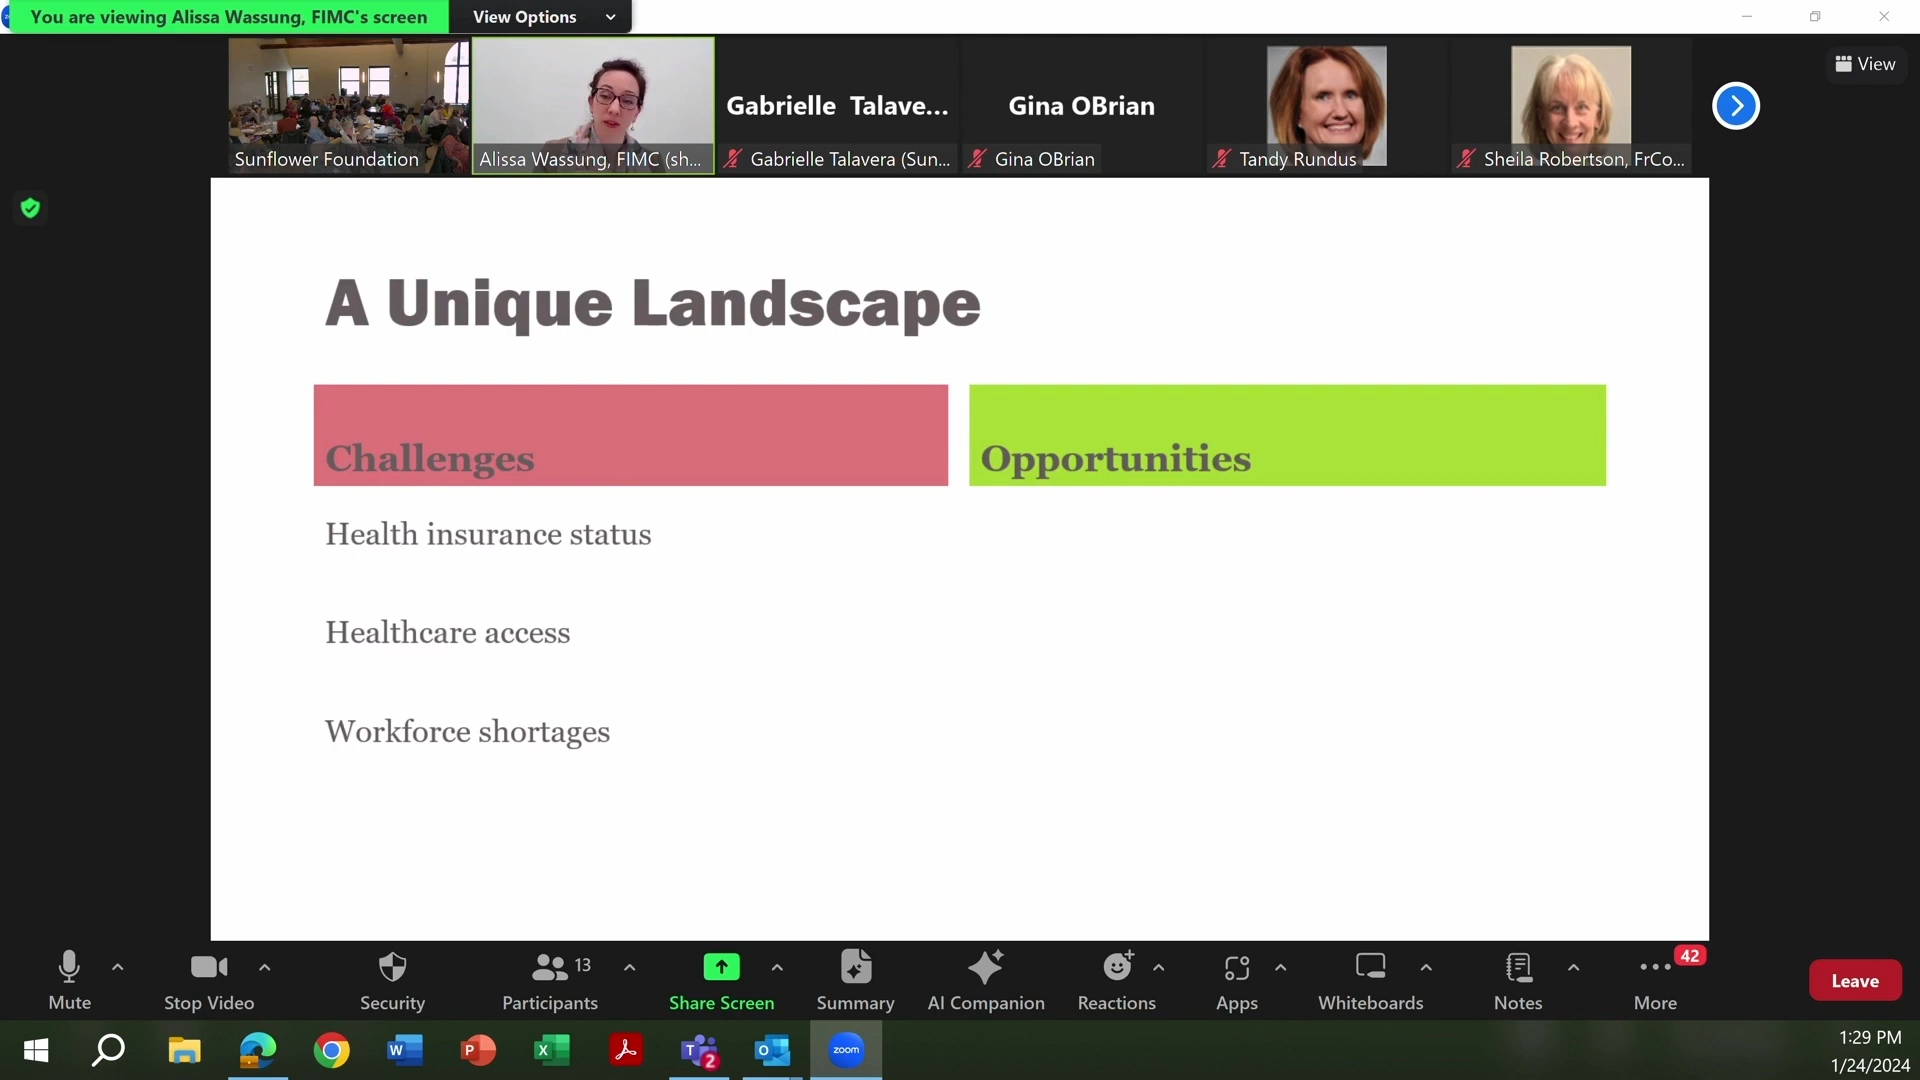 You are viewing Alissa Wassung, FIMC's screen
View Options
View
Gabrielle Talave...
Gina OBrian
Sunflower Foundation
Alissa Wassung, FIMC (sh...
Gabrielle Talavera (Sun...
Gina OBrian
Tandy Rundus
Sheila Robertson, FrCo...
A Unique Landscape
Challenges
Opportunities
Health insurance status
Healthcare access
Workforce shortages
Mute
Stop Video
Security
13
Participants
Share Screen
Summary
AI Companion
Reactions
Apps
Whiteboards
Notes
42
More
Leave
W
P
X
T
2
O
zoom
1:29 PM
1/24/2024